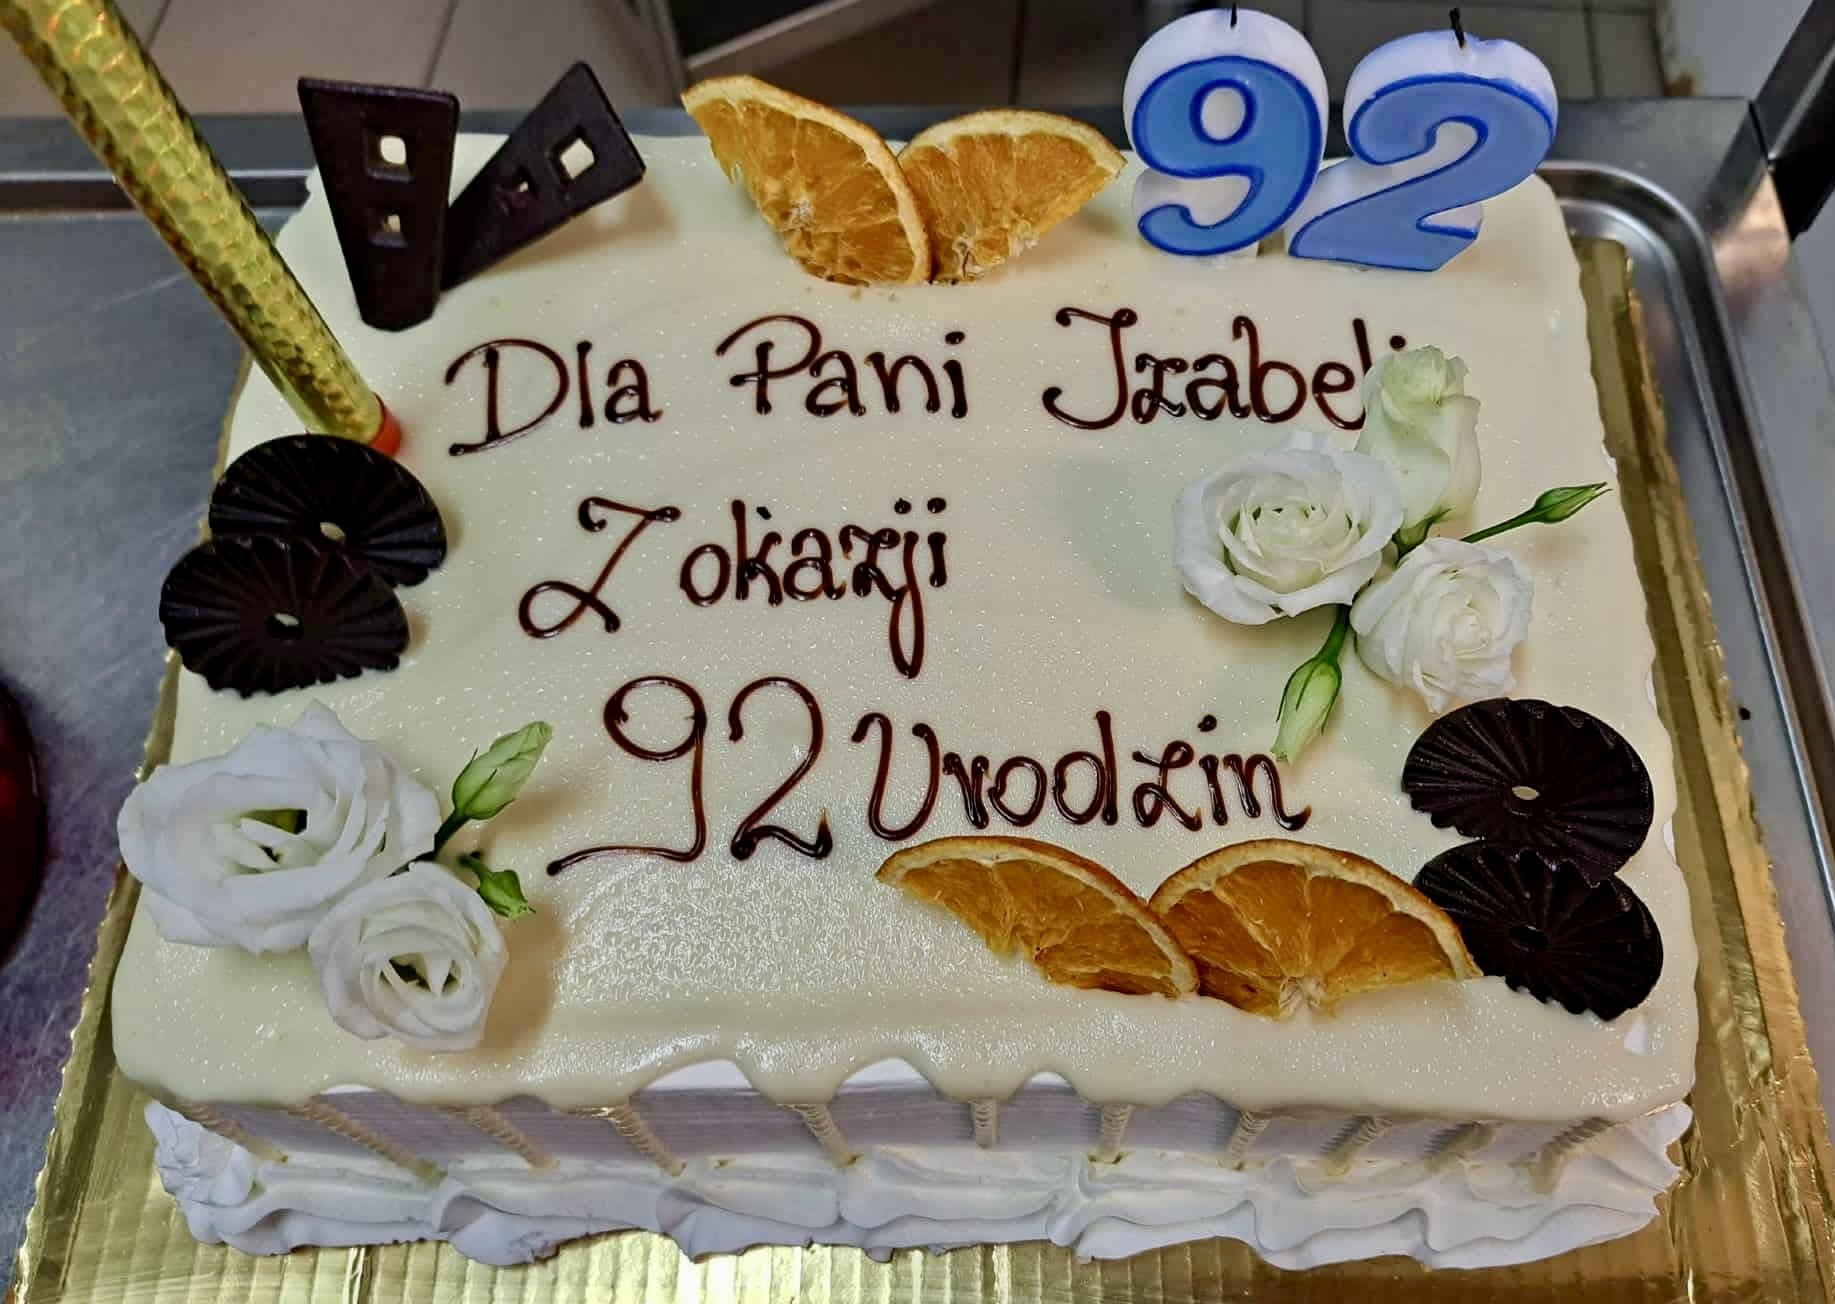 92
Dla Pani Izabeli
Z okazji
92 Urodzin